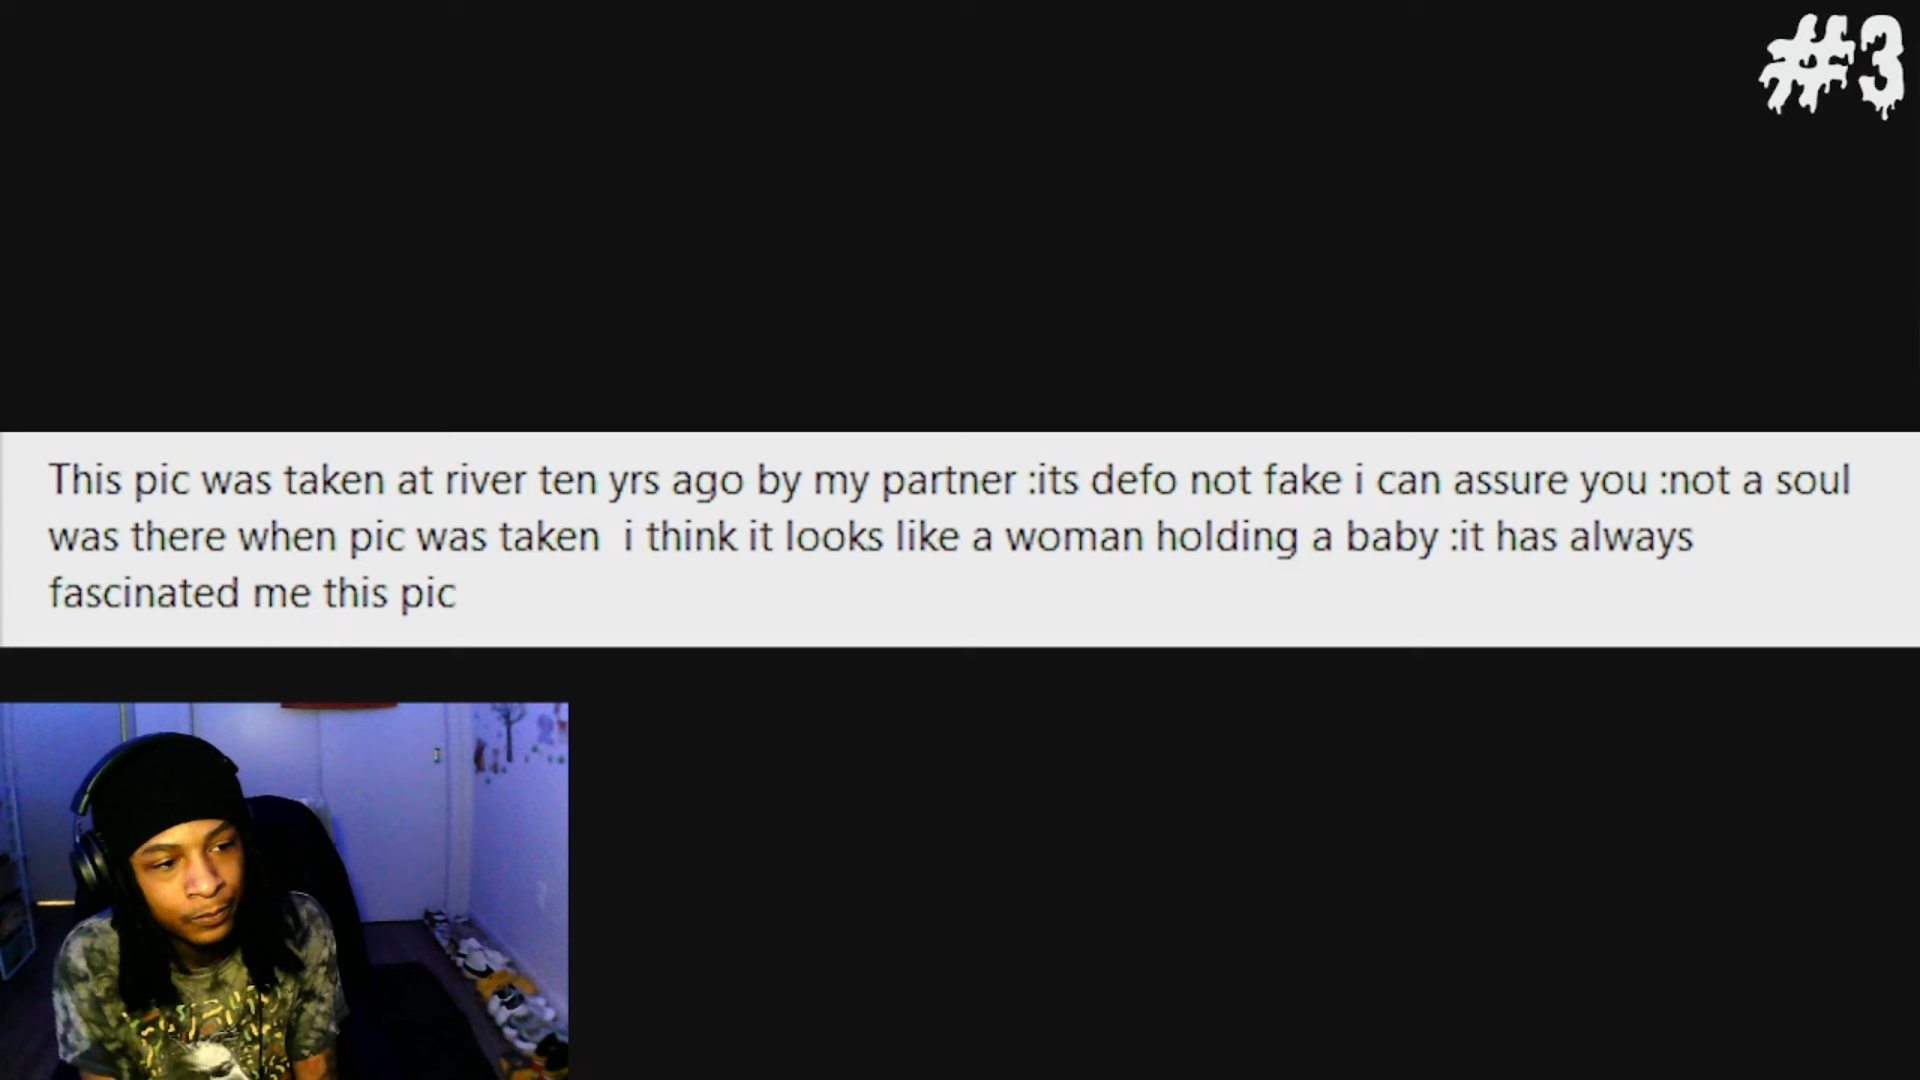 #3
This pic was taken at river ten yrs ago by my partner :its defo not fake i can assure you :not a soul
was there when pic was taken  i think it looks like a woman holding a baby :it has always
fascinated me this pic